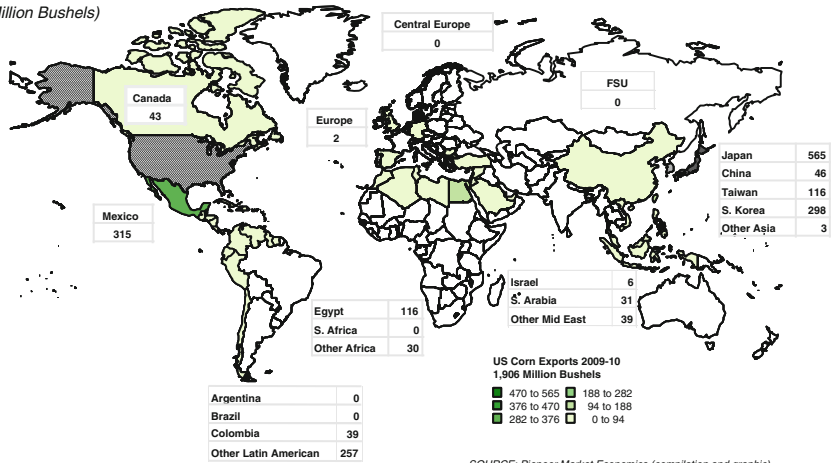 Million Bushels)
Central Europe
0
FSU
0
Canada
43
Europe
2
Japan 565
China 46
Taiwan 116
S. Korea 298
Other Asia 3
Mexico
315
Israel 6
S. Arabia 31
Other Mid East 39
Egypt 116
S. Africa 0
Other Africa 30
US Corn Exports 2009-10
1,906 Million Bushels
470 to 565 188 to 282
376 to 470 94 to 188
282 to 376 0 to 94
Argentina 0
Brazil 0
Colombia 39
Other Latin American 257
SOURCE: Pioneer Market Economics (compilation and graphic)